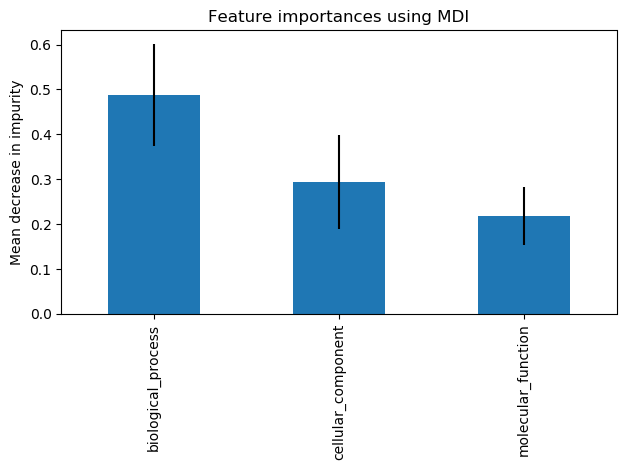 Feature importances using MDI
Mean decrease in impurity
0.6
0.5
0.4
0.3
0.2
0.1
0.0
biological_process
cellular_component
molecular_function